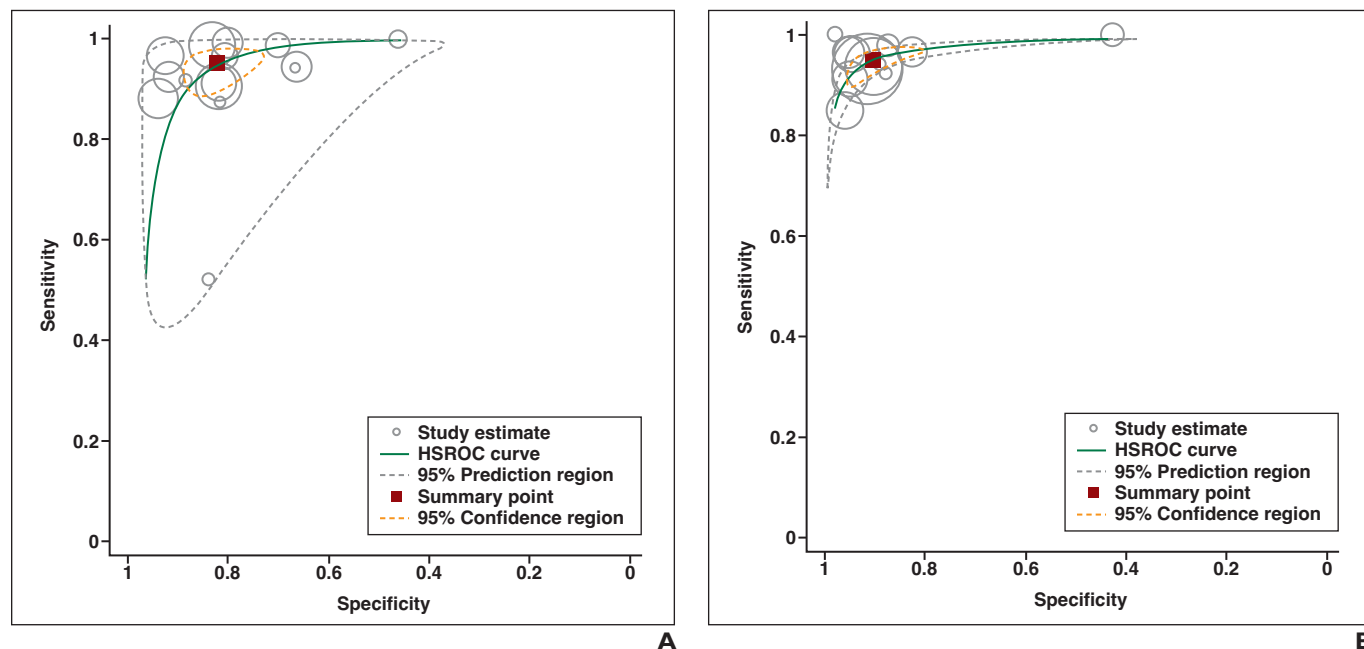 1
0.8
0.6
0.4
0.2
0
Sensitivity
1
0.8
0.6
0.4
0.2
0
Specificity
Study estimate
HSROC curve
95% Prediction region
Summary point
95% Confidence region
A
1
0.8
0.6
0.4
0.2
0
Sensitivity
1
0.8
0.6
0.4
0.2
0
Specificity
Study estimate
HSROC curve
95% Prediction region
Summary point
95% Confidence region